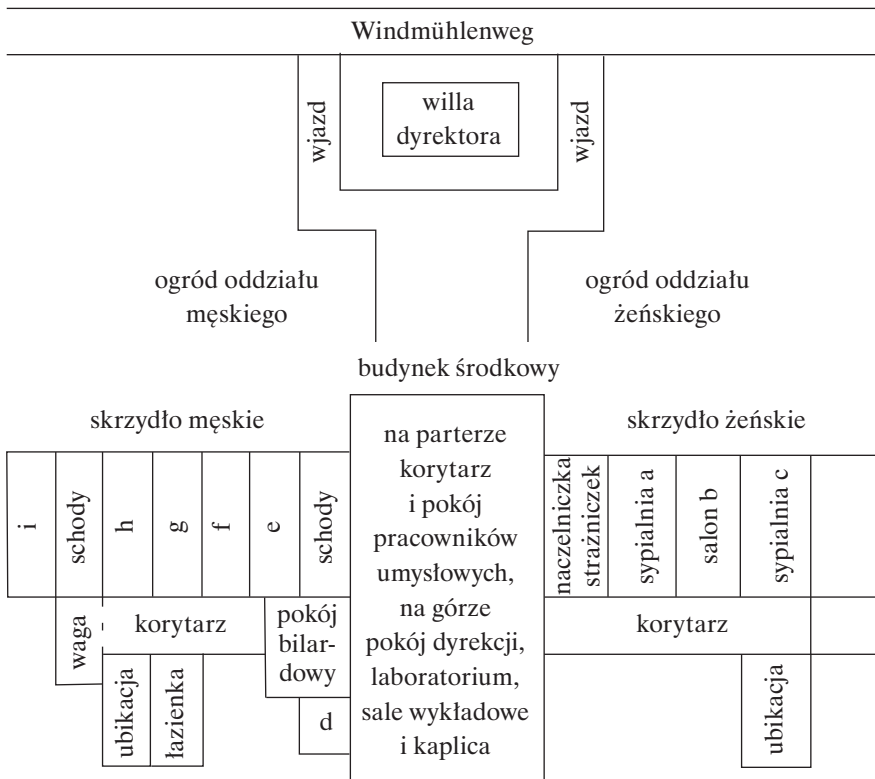 Windmühlenweg
wjazd
willa
dyrektora
wjazd
ogród oddziału
męskiego
ogród oddziału
żeńskiego
budynek środkowy
skrzydło męskie
skrzydło żeńskie
i
schody
h
g
f
e
schody
na parterze
korytarz
i pokój
pracowników
umysłowych,
na górze
pokój dyrekcji,
laboratorium,
sale wykładowe
i kaplica
naczelniczka
strażniczek
sypialnia a
salon b
sypialnia c
waga
korytarz
pokój
bilar-
dowy
korytarz
ubikacja
łazienka
d
ubikacja